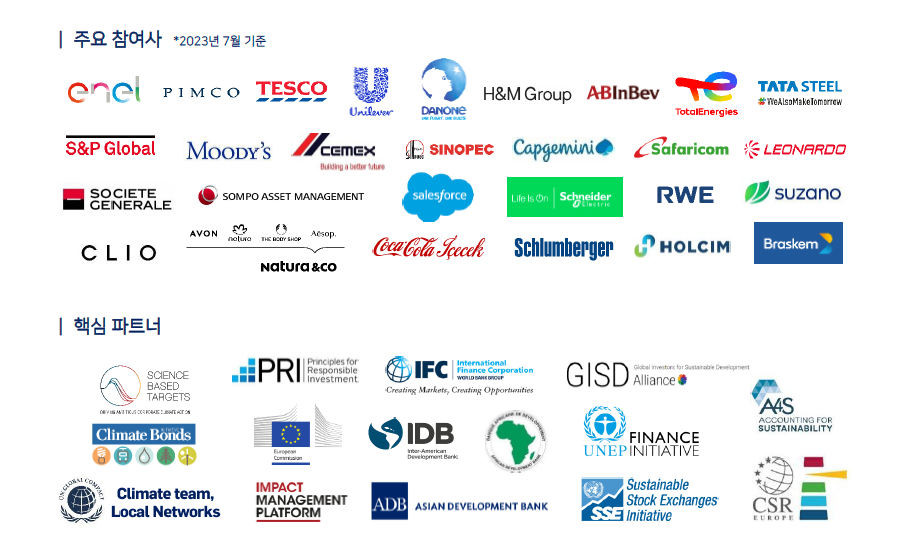 주요 참여사 *2023년 7월 기준
enel
PIMCO
TESCO
Unilever
DANONE
ONE PLANET. ONE HEALTH
H&M Group
ABInBev
TotalEnergies
TATA STEEL
#WeAlsoMakeTomorrow
S&P Global
MOODY'S
CEMEX
Building a better future
SINOPEC
Capgemini
Safaricom
LEONARDO
SOCIETE
GENERALE
SOMPO ASSET MANAGEMENT
salesforce
Life Is On
Schneider
Electric
RWE
suzano
CLIO
AVON
natura
THE BODY SHOP
Aēsop.
natura &co
Coca-Cola İçecek
Schlumberger
HOLCIM
Braskem
핵심 파트너
SCIENCE
BASED
TARGETS
DRIVING AMBITIOUS CORPORATE CLIMATE ACTION
PRI
Principles for
Responsible
Investment
IFC
International
Finance Corporation
WORLD BANK GROUP
Creating Markets, Creating Opportunities
GISD
Global Investors for Sustainable Development
Alliance
A4S
ACCOUNTING FOR
SUSTAINABILITY
Climate Bonds
INITIATIVE
European
Commission
IDB
Inter-American
Development Bank
BANQUE AFRICAINE DE DEVELOPPEMENT
AFRICAN DEVELOPMENT BANK
UNEP
FINANCE
INITIATIVE
UN GLOBAL COMPACT
Climate team,
Local Networks
IMPACT
MANAGEMENT
PLATFORM
ADB
ASIAN DEVELOPMENT BANK
SSE
Sustainable
Stock Exchanges
Initiative
CSR
EUROPE